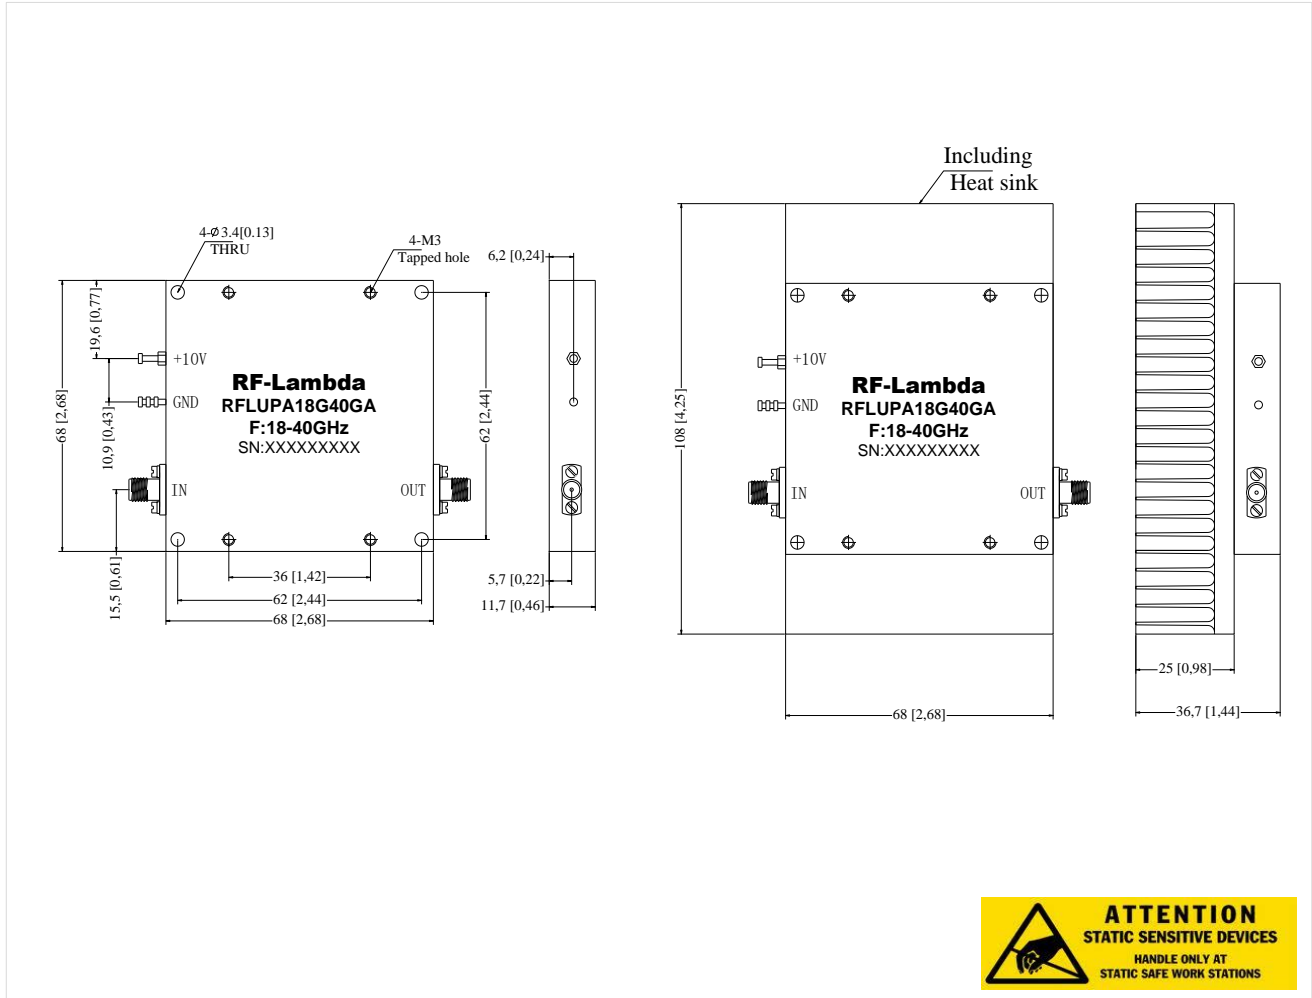 Including
Heat sink
4-Ø3.4[0.13]
THRU
4-M3
Tapped hole
6,2 [0,24]
19,6 [0,77]
68 [2,68]
10,9 [0,43]
15,5 [0,61]
+10V
GND
IN
OUT
RF-Lambda
RFLUPA18G40GA
F:18-40GHz
SN:XXXXXXXXX
62 [2,44]
36 [1,42]
62 [2,44]
68 [2,68]
5,7 [0,22]
11,7 [0,46]
108 [4,25]
+10V
GND
IN
OUT
RF-Lambda
RFLUPA18G40GA
F:18-40GHz
SN:XXXXXXXXX
68 [2,68]
25 [0,98]
36,7 [1,44]
ATTENTION
STATIC SENSITIVE DEVICES
HANDLE ONLY AT
STATIC SAFE WORK STATIONS